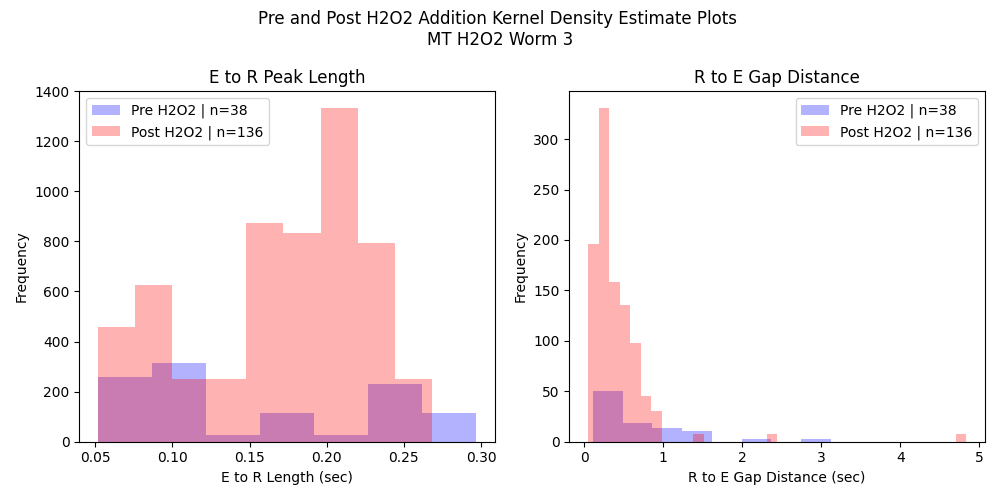 Pre and Post H2O2 Addition Kernel Density Estimate Plots
MT H2O2 Worm 3
E to R Peak Length
Pre H2O2 | n=38
Post H2O2 | n=136
Frequency
1400
1200
1000
800
600
400
200
0
0.05 0.10 0.15 0.20 0.25 0.30
E to R Length (sec)
R to E Gap Distance
Pre H2O2 | n=38
Post H2O2 | n=136
Frequency
300
250
200
150
100
50
0
0 1 2 3 4 5
R to E Gap Distance (sec)